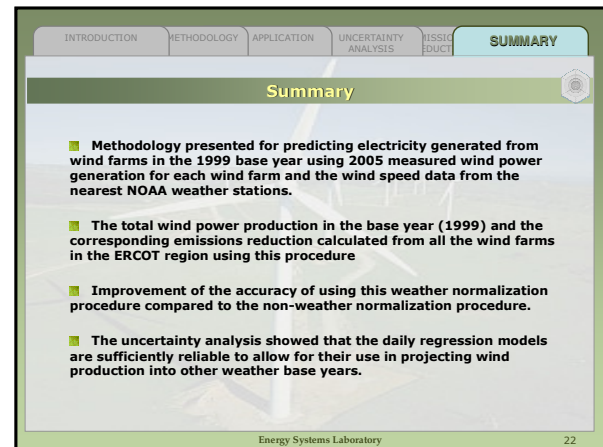 INTRODUCTION
METHODOLOGY
APPLICATION
UNCERTAINTY
ANALYSIS
SUMMARY
Summary
Methodology presented for predicting electricity generated from
wind farms in the 1999 base year using 2005 measured wind power
generation for each wind farm and the wind speed data from the
nearest NOAA weather stations.
The total wind power production in the base year (1999) and the
corresponding emissions reduction calculated from all the wind farms
in the ERCOT region using this procedure
Improvement of the accuracy of using this weather normalization
procedure compared to the non-weather normalization procedure.
The uncertainty analysis showed that the daily regression models
are sufficiently reliable to allow for their use in projecting wind
production into other weather base years.
Energy Systems Laboratory
22